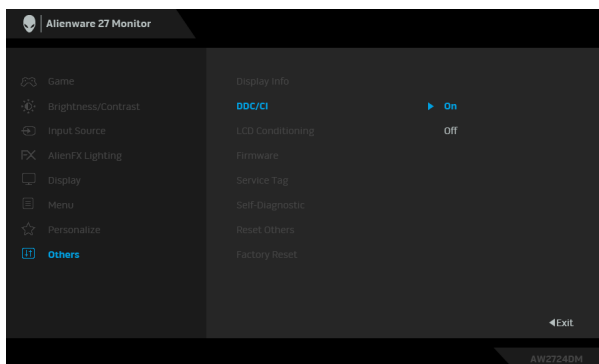 Alienware 27 Monitor
Game
Display Info
Brightness/Contrast
DDC/CI
On
Input Source
LCD Conditioning
Off
AlienFX Lighting
Firmware
Display
Service Tag
Menu
Self-Diagnostic
Personalize
Reset Others
Others
Factory Reset
Exit
AW2724DM